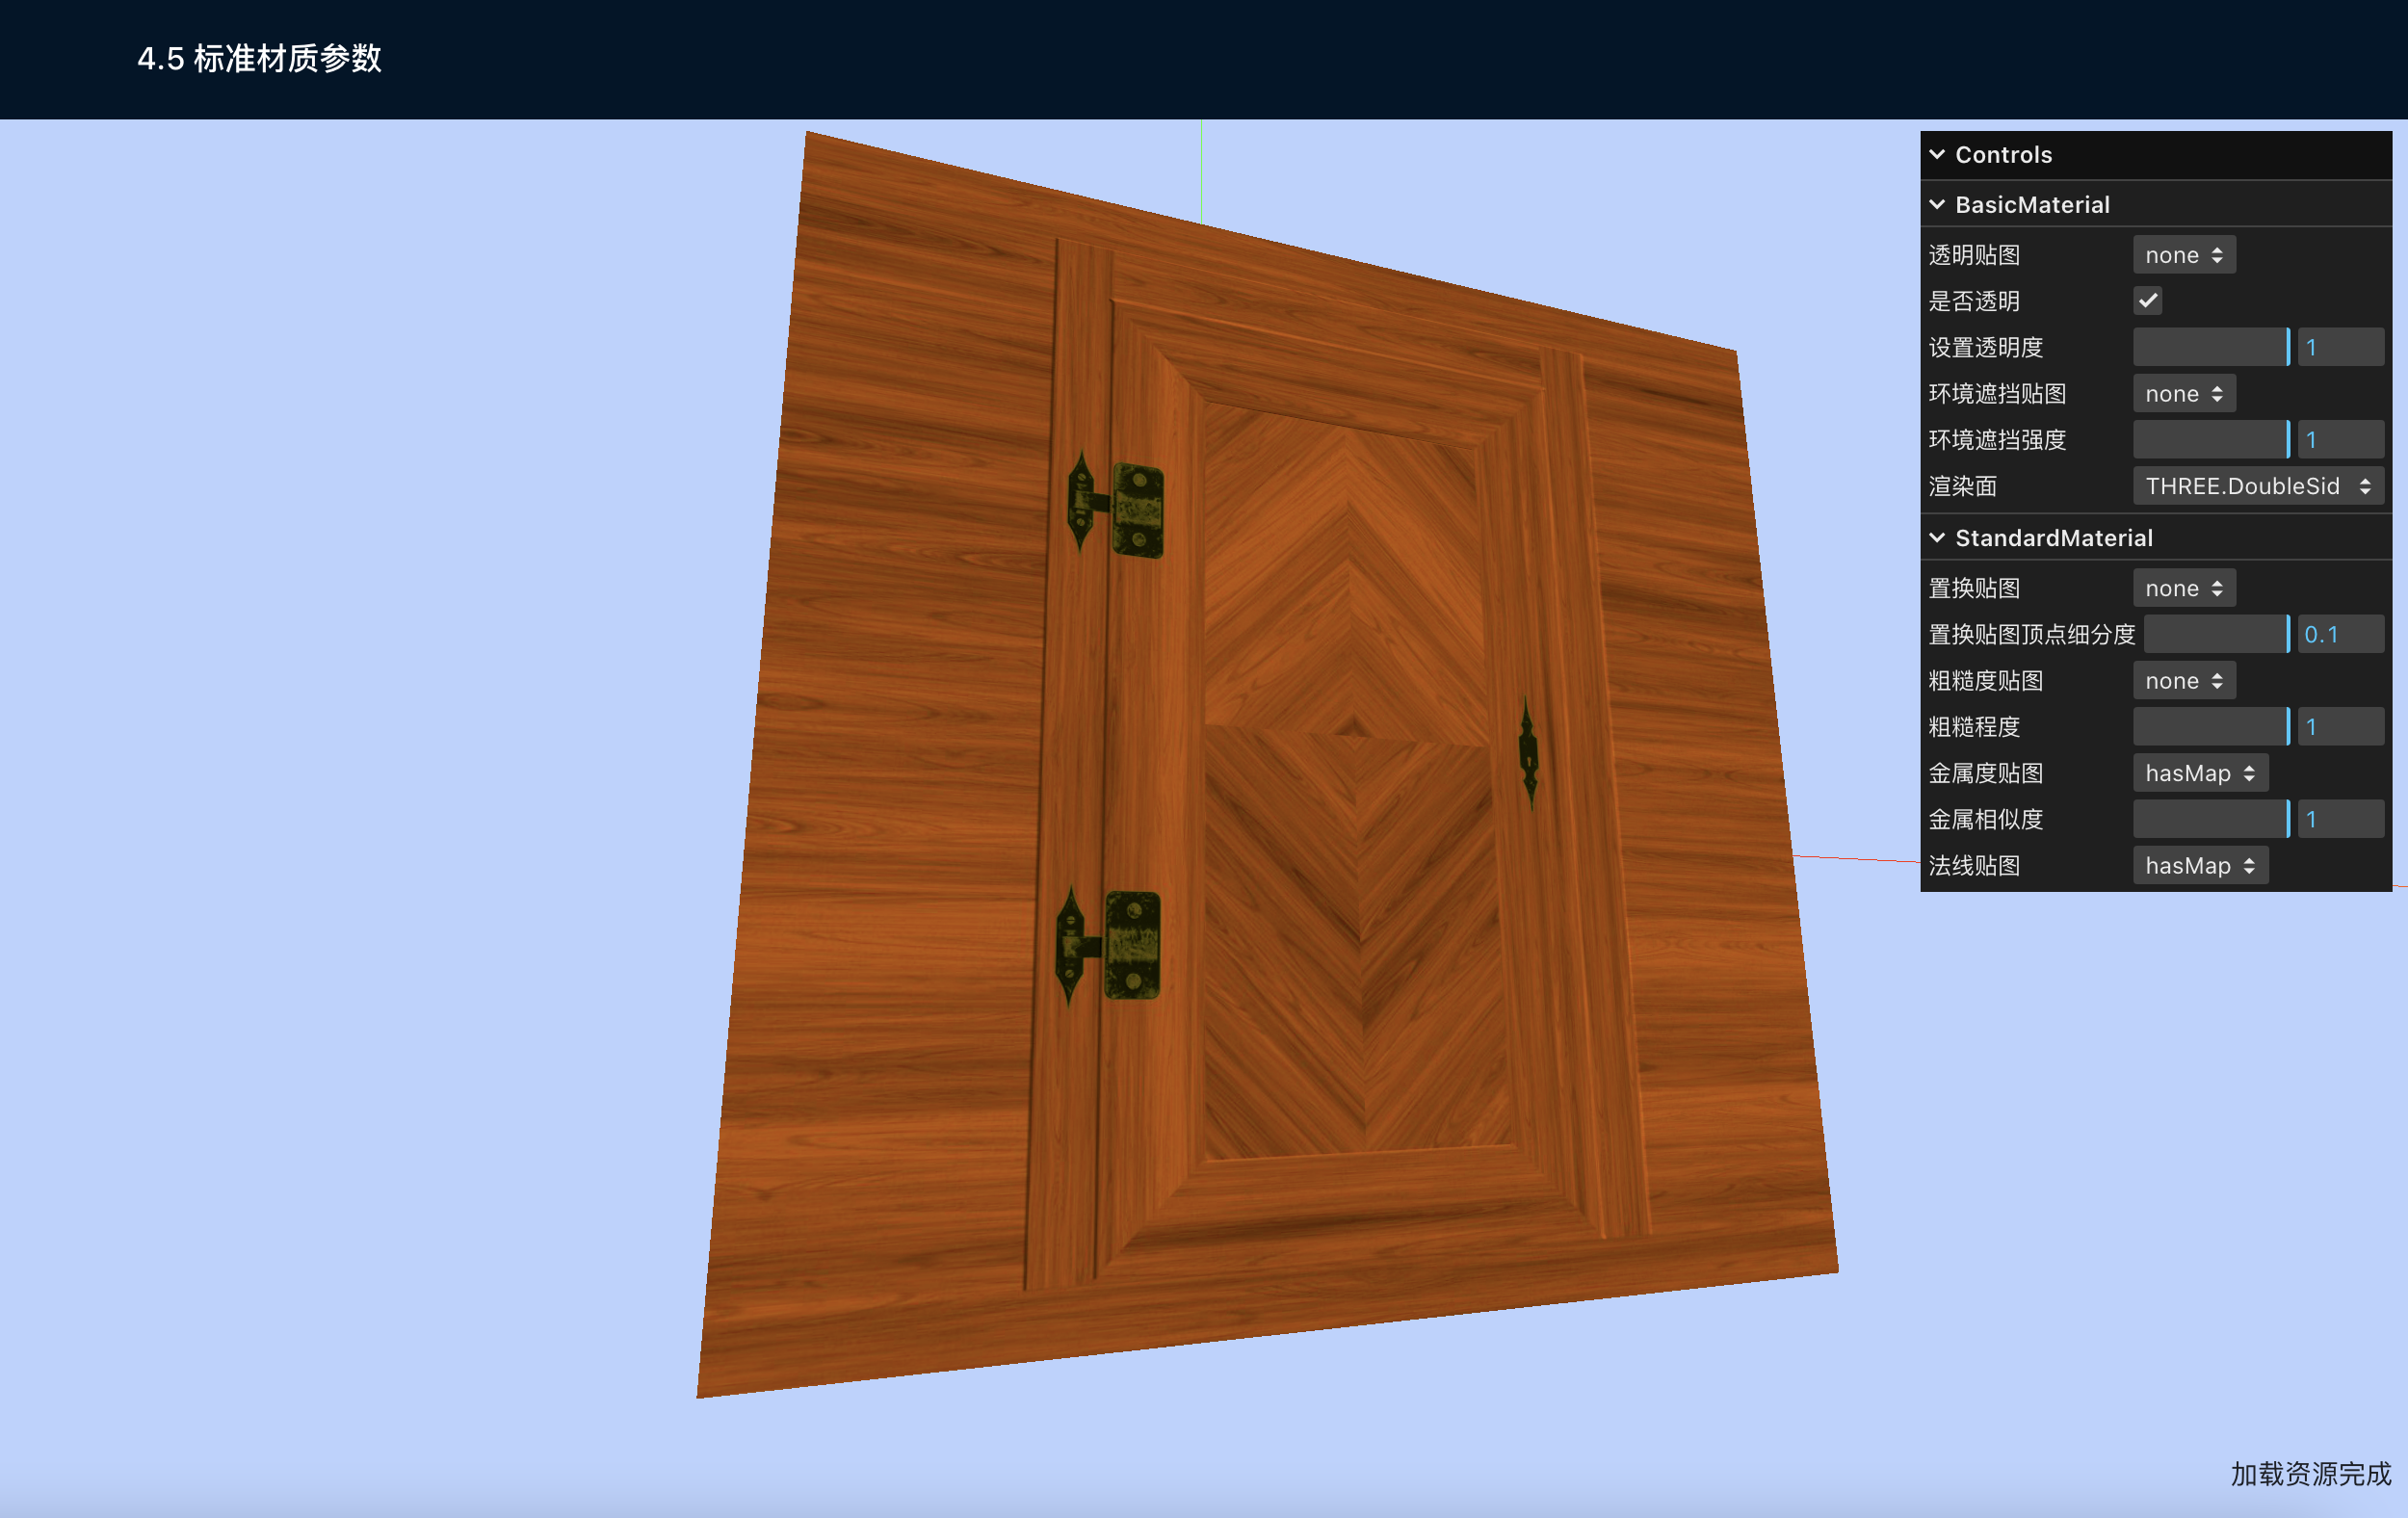 4.5 标准材质参数
Controls
BasicMaterial
透明贴图 none
是否透明
设置透明度 1
环境遮挡贴图 none
环境遮挡强度 1
渲染面 THREE.DoubleSid
StandardMaterial
置换贴图 none
置换贴图顶点细分度 0.1
粗糙度贴图 none
粗糙程度 1
金属度贴图 hasMap
金属相似度 1
法线贴图 hasMap
加载资源完成